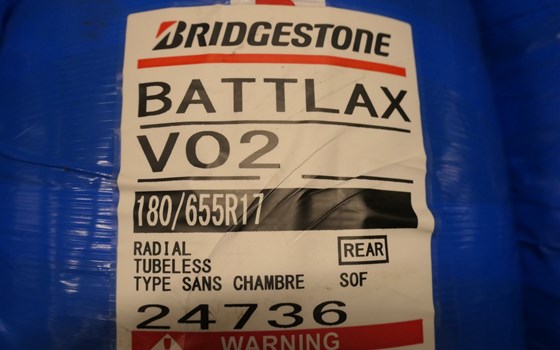 BRIDGESTONE
BATTLAX
V02
180/655R17
RADIAL
TUBELESS
TYPE SANS CHAMBRE
REAR
SOF
24736
WARNING